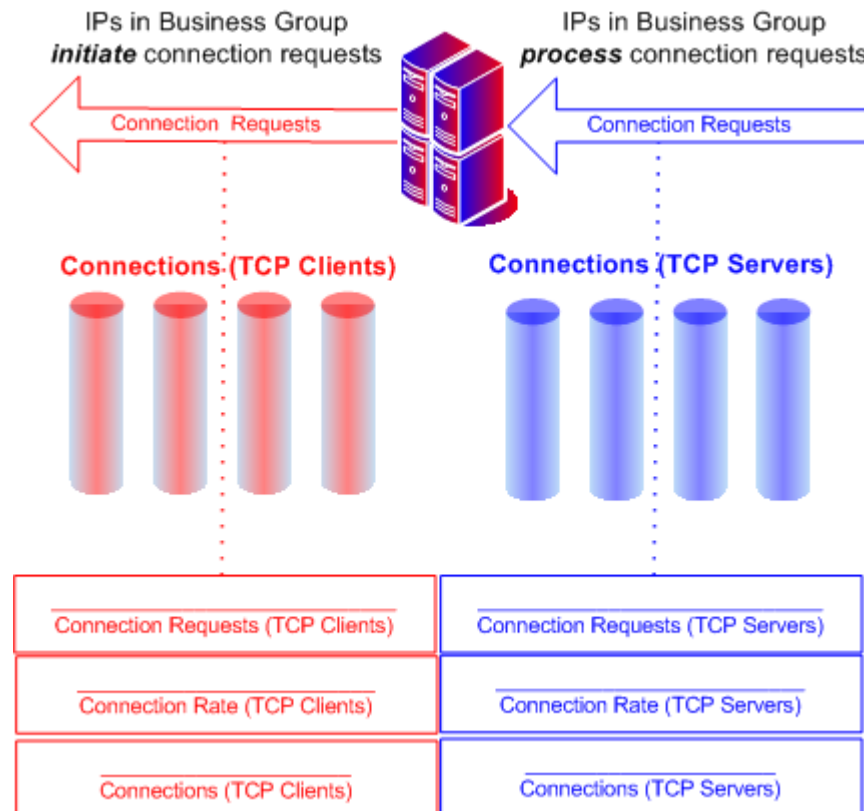 IPs in Business Group
initiate connection requests
IPs in Business Group
process connection requests
Connection Requests
Connection Requests
Connections (TCP Clients)
Connections (TCP Servers)
Connection Requests (TCP Clients)
Connection Requests (TCP Servers)
Connection Rate (TCP Clients)
Connection Rate (TCP Servers)
Connections (TCP Clients)
Connections (TCP Servers)